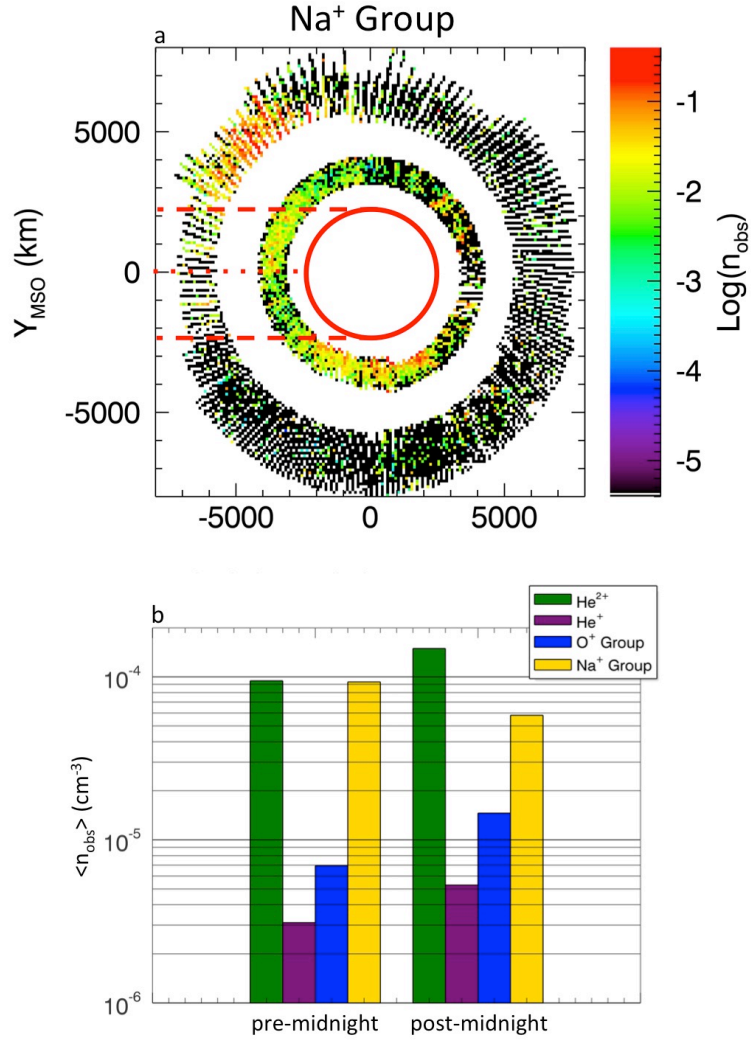 Na⁺ Group
a
5000
0
-5000
Y_MSO (km)
-5000 0 5000
-1
-2
-3
-4
-5
Log(n_obs)
b
He²⁺
He⁺
O⁺ Group
Na⁺ Group
10⁻⁴
10⁻⁵
10⁻⁶
<n_obs> (cm⁻³)
pre-midnight post-midnight